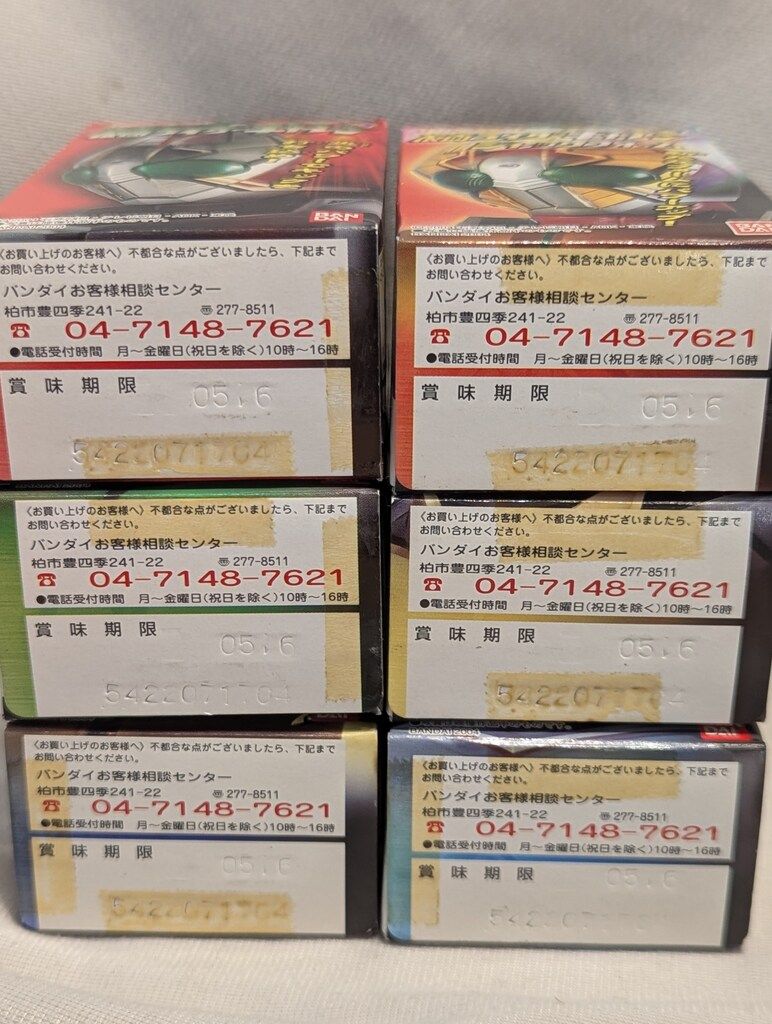 BANDAI
〈お買い上げのお客様へ〉不都合な点がございましたら、下記まで
お問い合わせください。
バンダイお客様相談センター
柏市豊四季241-22 〠277-8511
☎ 04-7148-7621
●電話受付時間 月～金曜日(祝日を除く)10時～16時
賞味期限 05.6
5422071704
〈お買い上げのお客様へ〉不都合な点がございましたら、下記まで
お問い合わせください。
バンダイお客様相談センター
柏市豊四季241-22 〠277-8511
☎ 04-7148-7621
●電話受付時間 月～金曜日(祝日を除く)10時～16時
賞味期限 05.6
5422071704
〈お買い上げのお客様へ〉不都合な点がございましたら、下記まで
お問い合わせください。
バンダイお客様相談センター
柏市豊四季241-22 〠277-8511
☎ 04-7148-7621
●電話受付時間 月～金曜日(祝日を除く)10時～16時
賞味期限 05.6
5422071704
〈お買い上げのお客様へ〉不都合な点がございましたら、下記まで
お問い合わせください。
バンダイお客様相談センター
柏市豊四季241-22 〠277-8511
☎ 04-7148-7621
●電話受付時間 月～金曜日(祝日を除く)10時～16時
賞味期限 05.6
5422071704
〈お買い上げのお客様へ〉不都合な点がございましたら、下記まで
お問い合わせください。
バンダイお客様相談センター
柏市豊四季241-22 〠277-8511
☎ 04-7148-7621
●電話受付時間 月～金曜日(祝日を除く)10時～16時
賞味期限 05.6
5422071704
BANDAI 2004
〈お買い上げのお客様へ〉不都合な点がございましたら、下記まで
お問い合わせください。
バンダイお客様相談センター
柏市豊四季241-22 〠277-8511
☎ 04-7148-7621
●電話受付時間 月～金曜日(祝日を除く)10時～16時
賞味期限 05.6